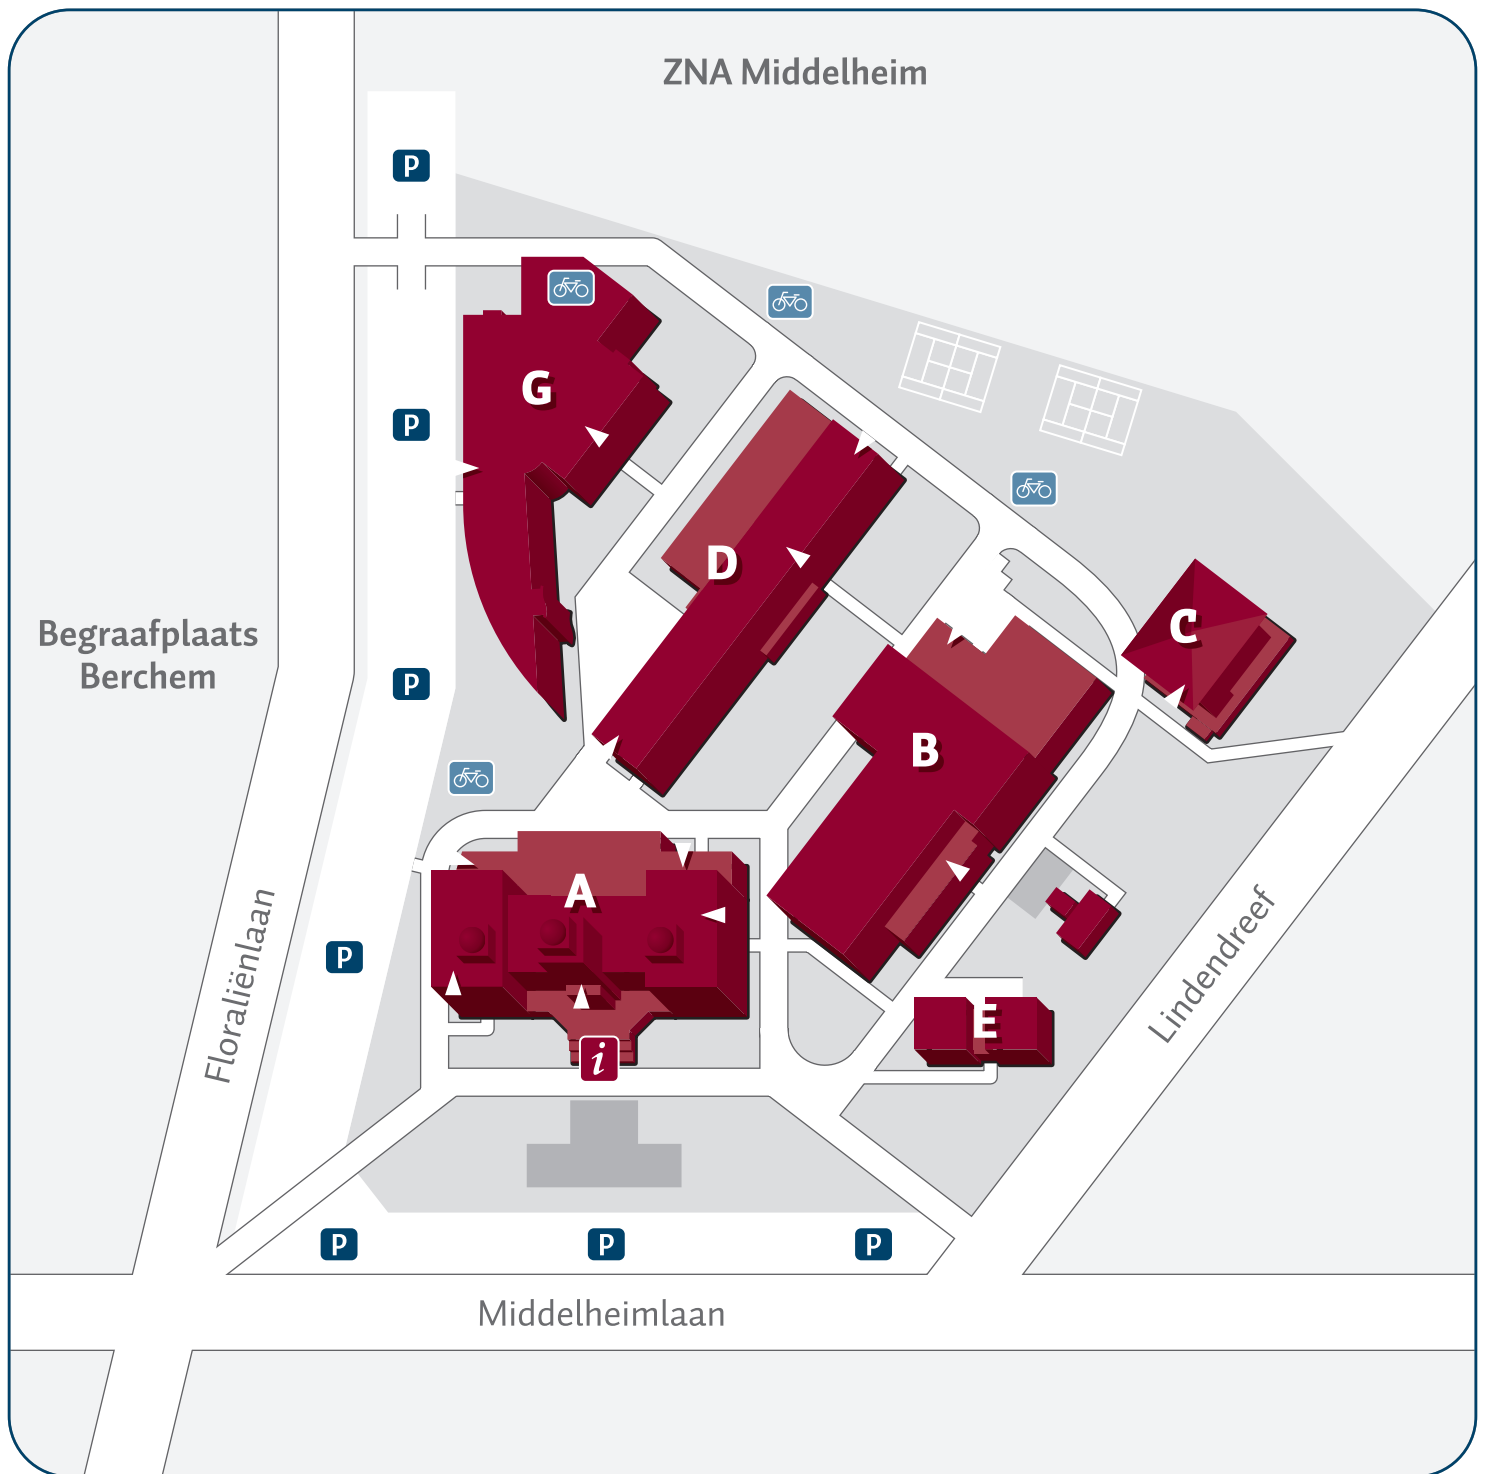 ZNA Middelheim
P
G
P
D
C
Begraafplaats
Berchem
P
B
A
Floraliënlaan
P
Lindendreef
E
i
P
P
P
Middelheimlaan